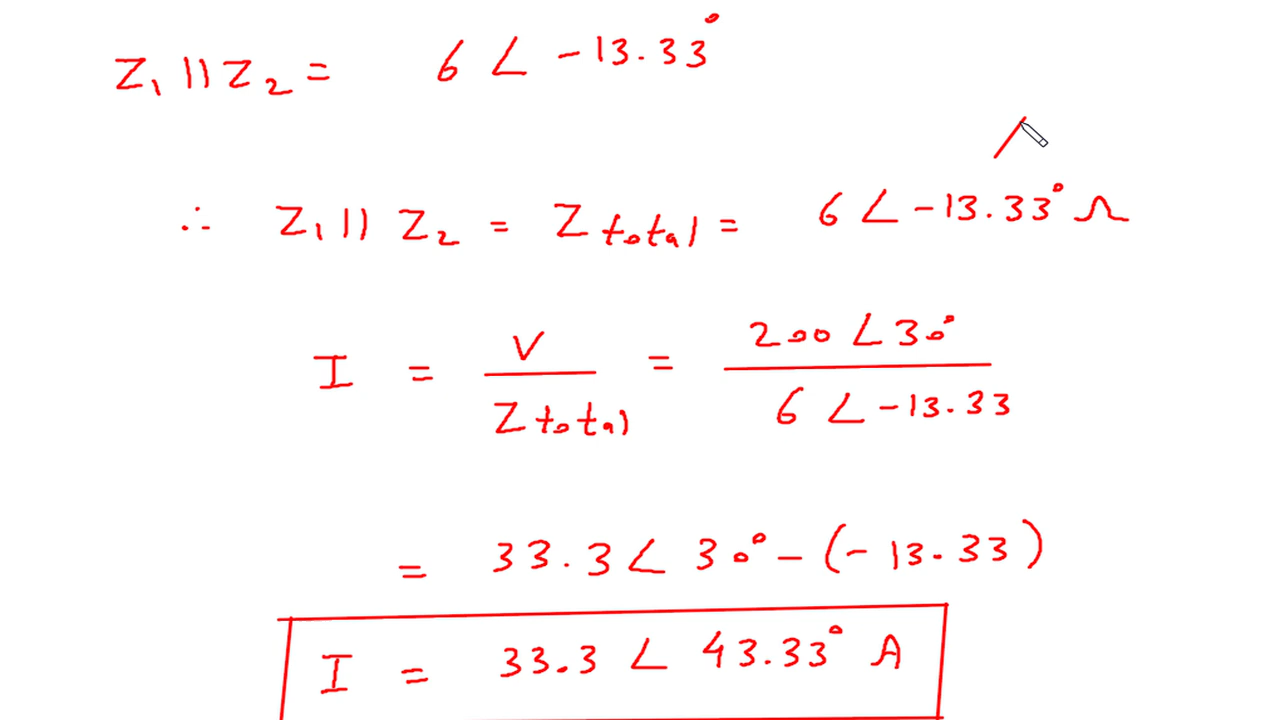 Z₁ || Z₂ = 6 ∠ -13.33°
∴ Z₁ || Z₂ = Z total = 6 ∠ -13.33° Ω
I = V / Z total = 200 ∠ 30° / 6 ∠ -13.33
= 33.3 ∠ 30° - (- 13.33)
I = 33.3 ∠ 43.33° A